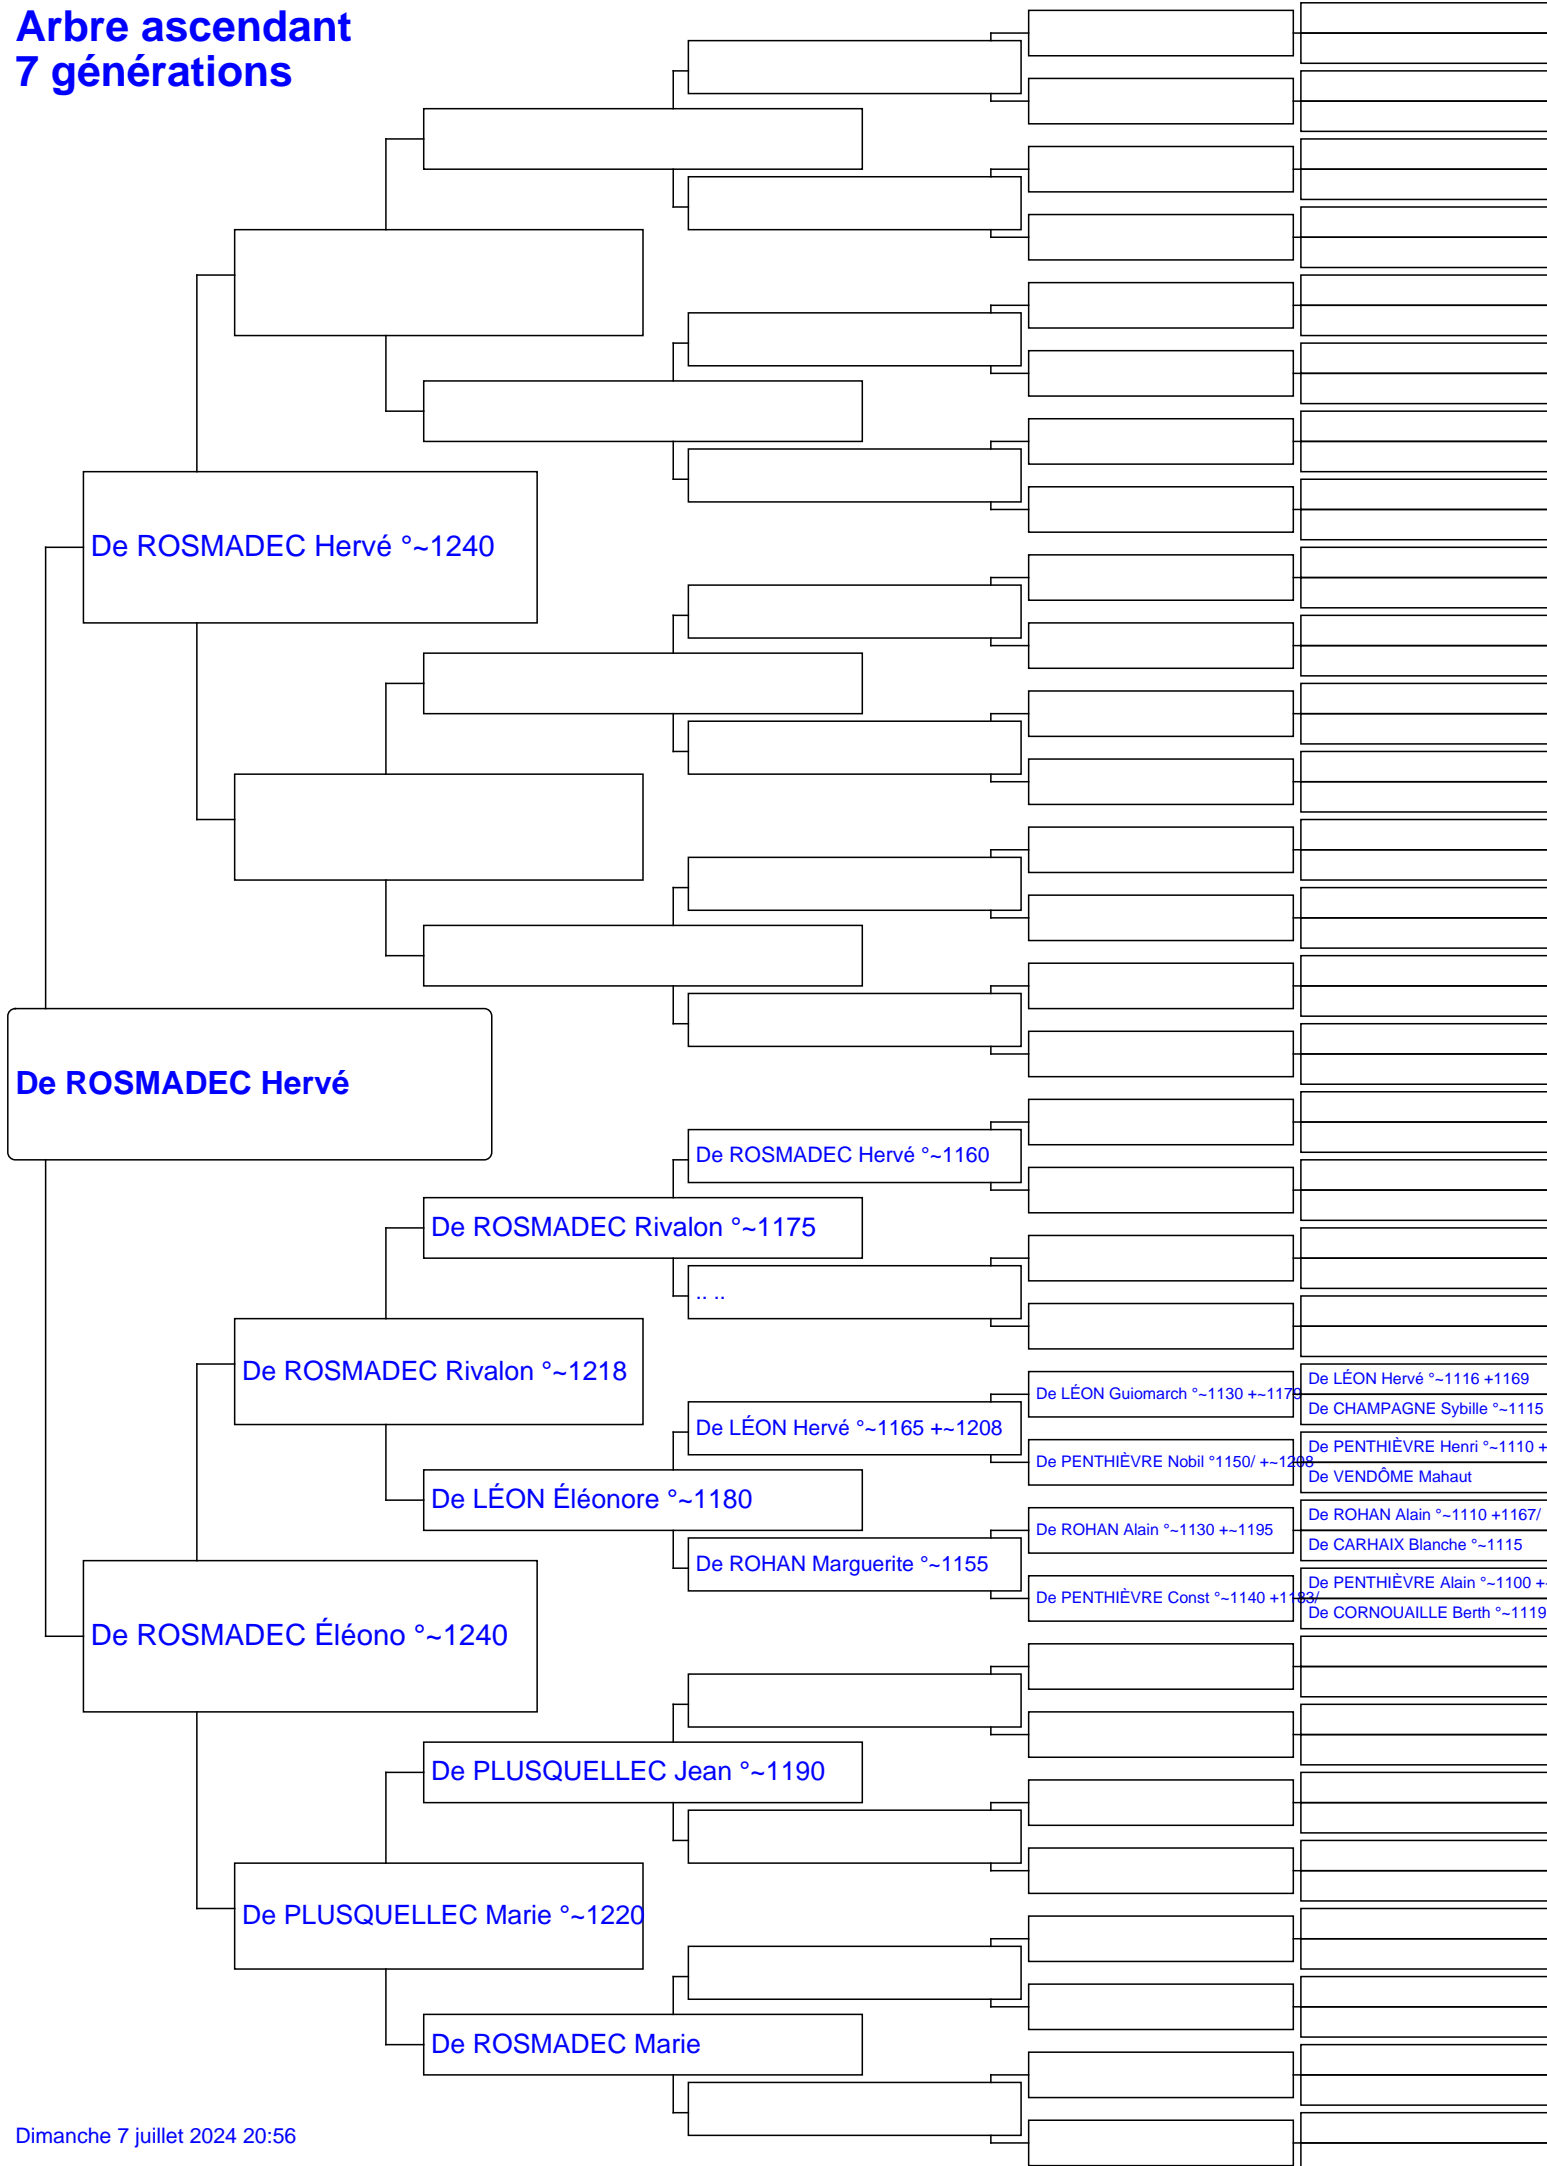 Arbre ascendant
7 générations
De ROSMADEC Hervé °~1240
De ROSMADEC Hervé
De ROSMADEC Hervé °~1160
De ROSMADEC Rivalon °~1175
.. ..
De ROSMADEC Rivalon °~1218
De LÉON Guiomarch °~1130 +~1179
De LÉON Hervé °~1116 +1169
De CHAMPAGNE Sybille °~1115
De LÉON Hervé °~1165 +~1208
De PENTHIÈVRE Nobil °1150/ +~1208
De PENTHIÈVRE Henri °~1110 +
De VENDÔME Mahaut
De LÉON Éléonore °~1180
De ROHAN Alain °~1130 +~1195
De ROHAN Alain °~1110 +1167/
De CARHAIX Blanche °~1115
De ROHAN Marguerite °~1155
De PENTHIÈVRE Const °~1140 +1183/
De PENTHIÈVRE Alain °~1100 +
De CORNOUAILLE Berth °~1119
De ROSMADEC Éléono °~1240
De PLUSQUELLEC Jean °~1190
De PLUSQUELLEC Marie °~1220
De ROSMADEC Marie
Dimanche 7 juillet 2024 20:56